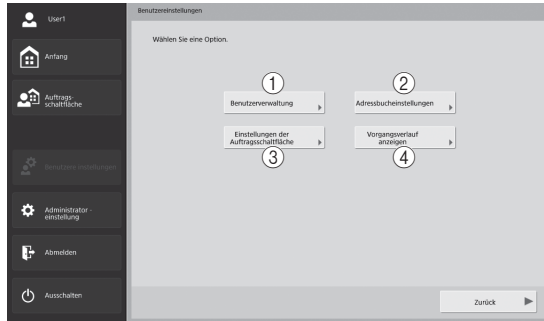 User1
Anfang
Auftrags-
schaltfläche
Benutzereinstellungen
Administrator -
einstellung
Abmelden
Ausschalten
Benutzereinstellungen
Wählen Sie eine Option.
1
2
Benutzerverwaltung
Adressbucheinstellungen
Einstellungen der
Auftragsschaltfläche
Vorgangsverlauf
anzeigen
3
4
Zurück